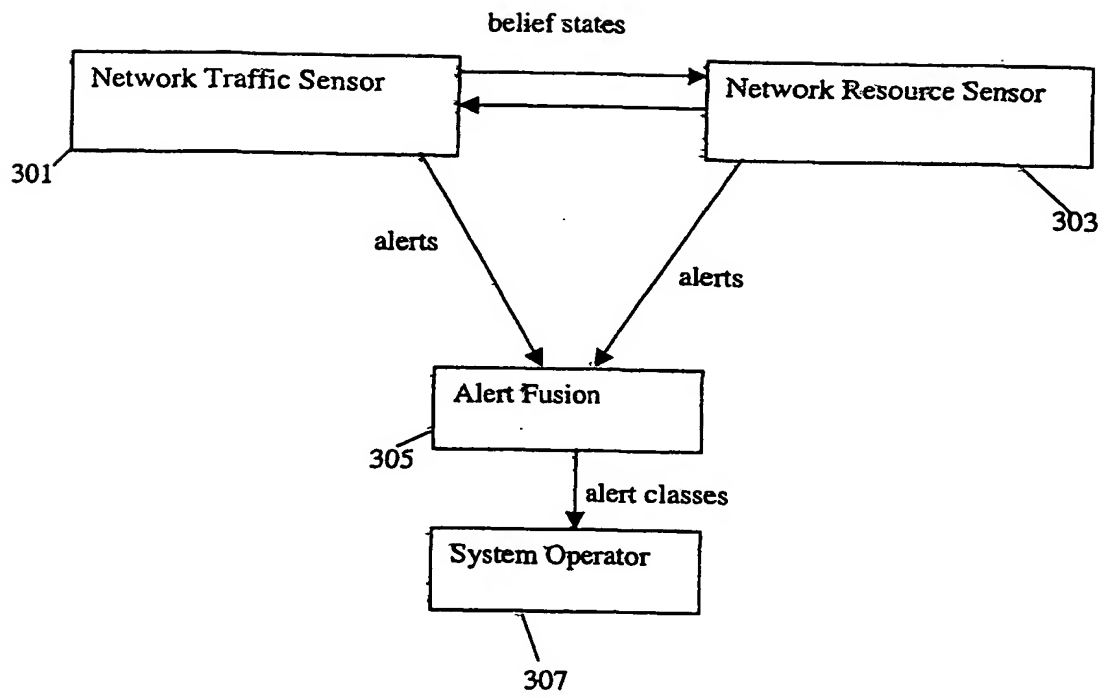 belief states
Network Traffic Sensor
Network Resource Sensor
301
303
alerts
alerts
Alert Fusion
305
alert classes
System Operator
307